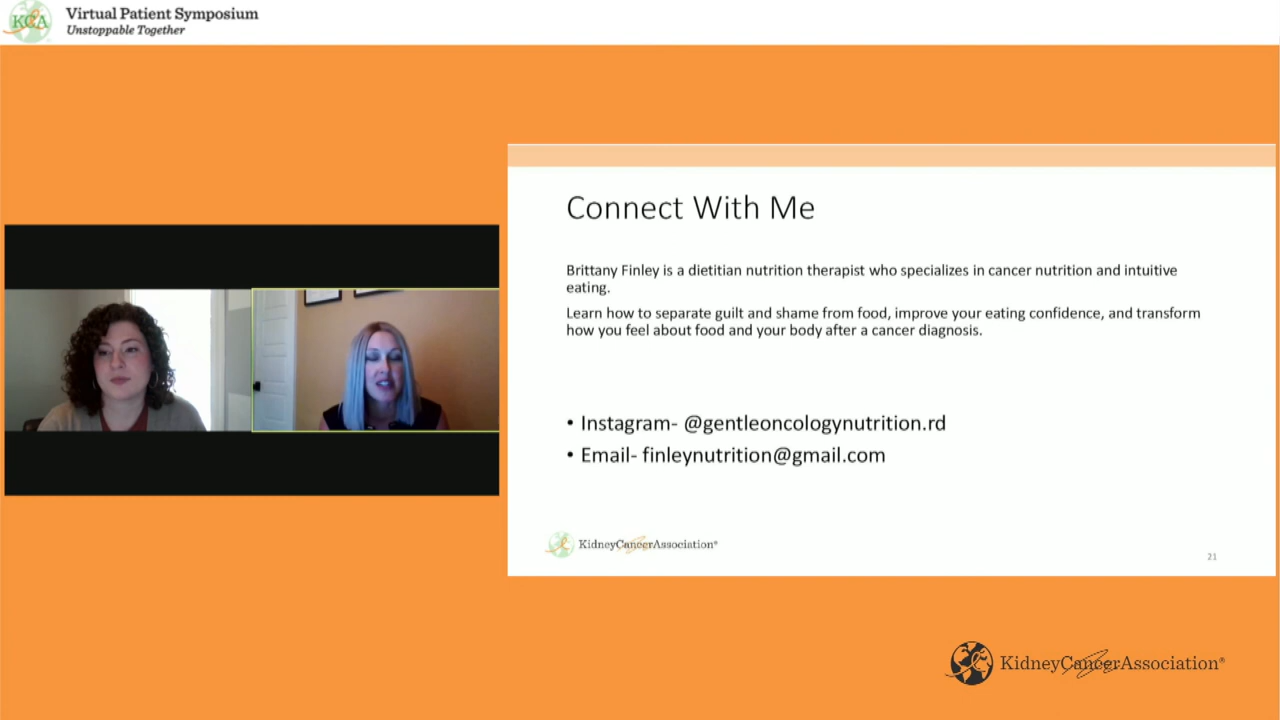 KCA
Virtual Patient Symposium
Unstoppable Together
Connect With Me
Brittany Finley is a dietitian nutrition therapist who specializes in cancer nutrition and intuitive
eating.
Learn how to separate guilt and shame from food, improve your eating confidence, and transform
how you feel about food and your body after a cancer diagnosis.
• Instagram- @gentleoncologynutrition.rd
• Email- finleynutrition@gmail.com
KidneyCancerAssociation®
21
KidneyCancerAssociation®